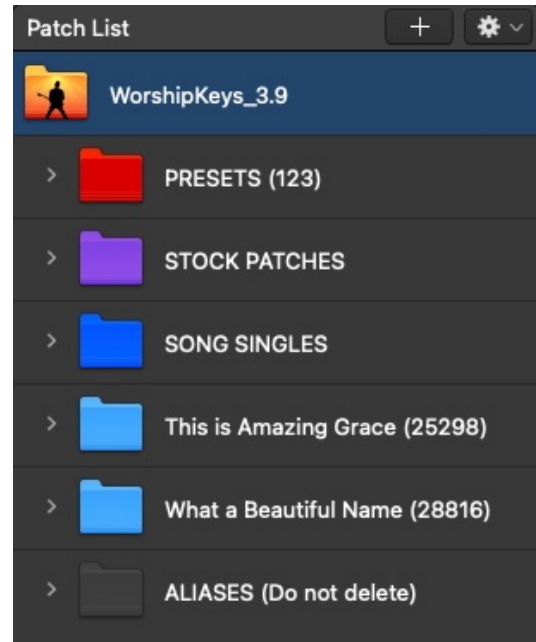 Patch List
WorshipKeys_3.9
PRESETS (123)
STOCK PATCHES
SONG SINGLES
This is Amazing Grace (25298)
What a Beautiful Name (28816)
ALIASES (Do not delete)